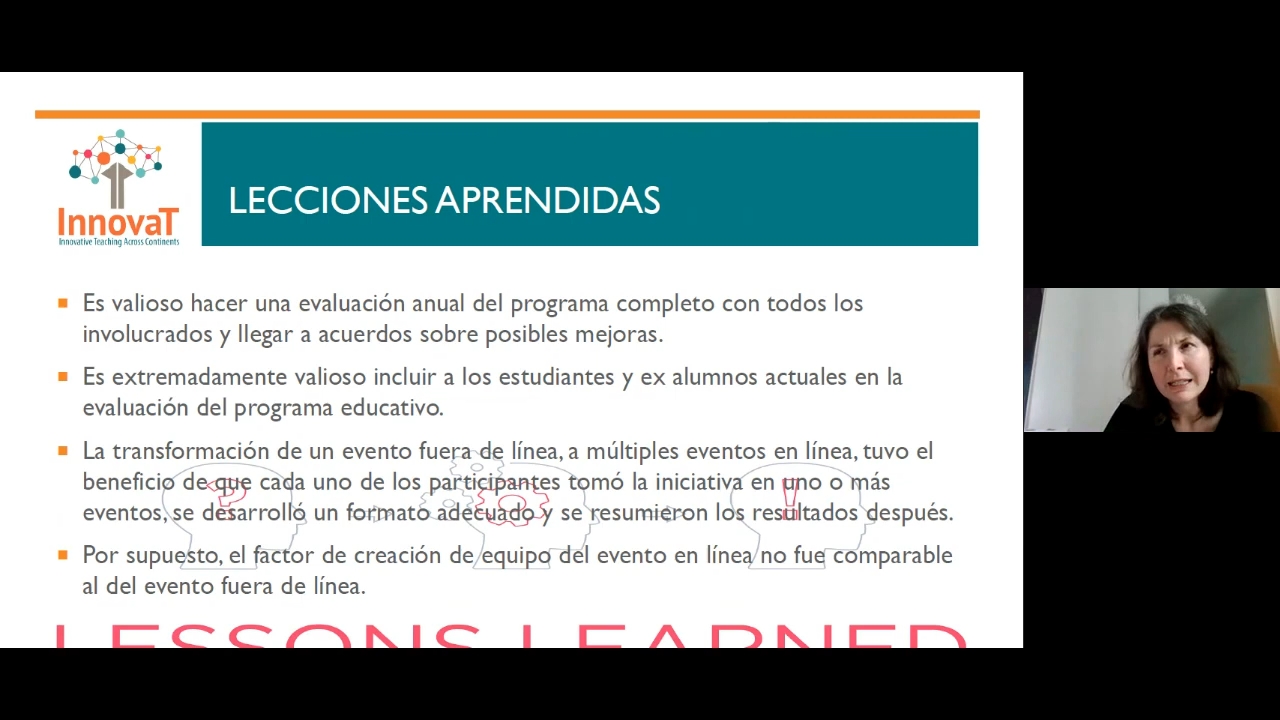 LECCIONES APRENDIDAS
InnovaT
Innovative Teaching Across Continents
Es valioso hacer una evaluación anual del programa completo con todos los
involucrados y llegar a acuerdos sobre posibles mejoras.
Es extremadamente valioso incluir a los estudiantes y ex alumnos actuales en la
evaluación del programa educativo.
La transformación de un evento fuera de línea, a múltiples eventos en línea, tuvo el
beneficio de que cada uno de los participantes tomó la iniciativa en uno o más
eventos, se desarrolló un formato adecuado y se resumieron los resultados después.
Por supuesto, el factor de creación de equipo del evento en línea no fue comparable
al del evento fuera de línea.
LESSONS LEARNED